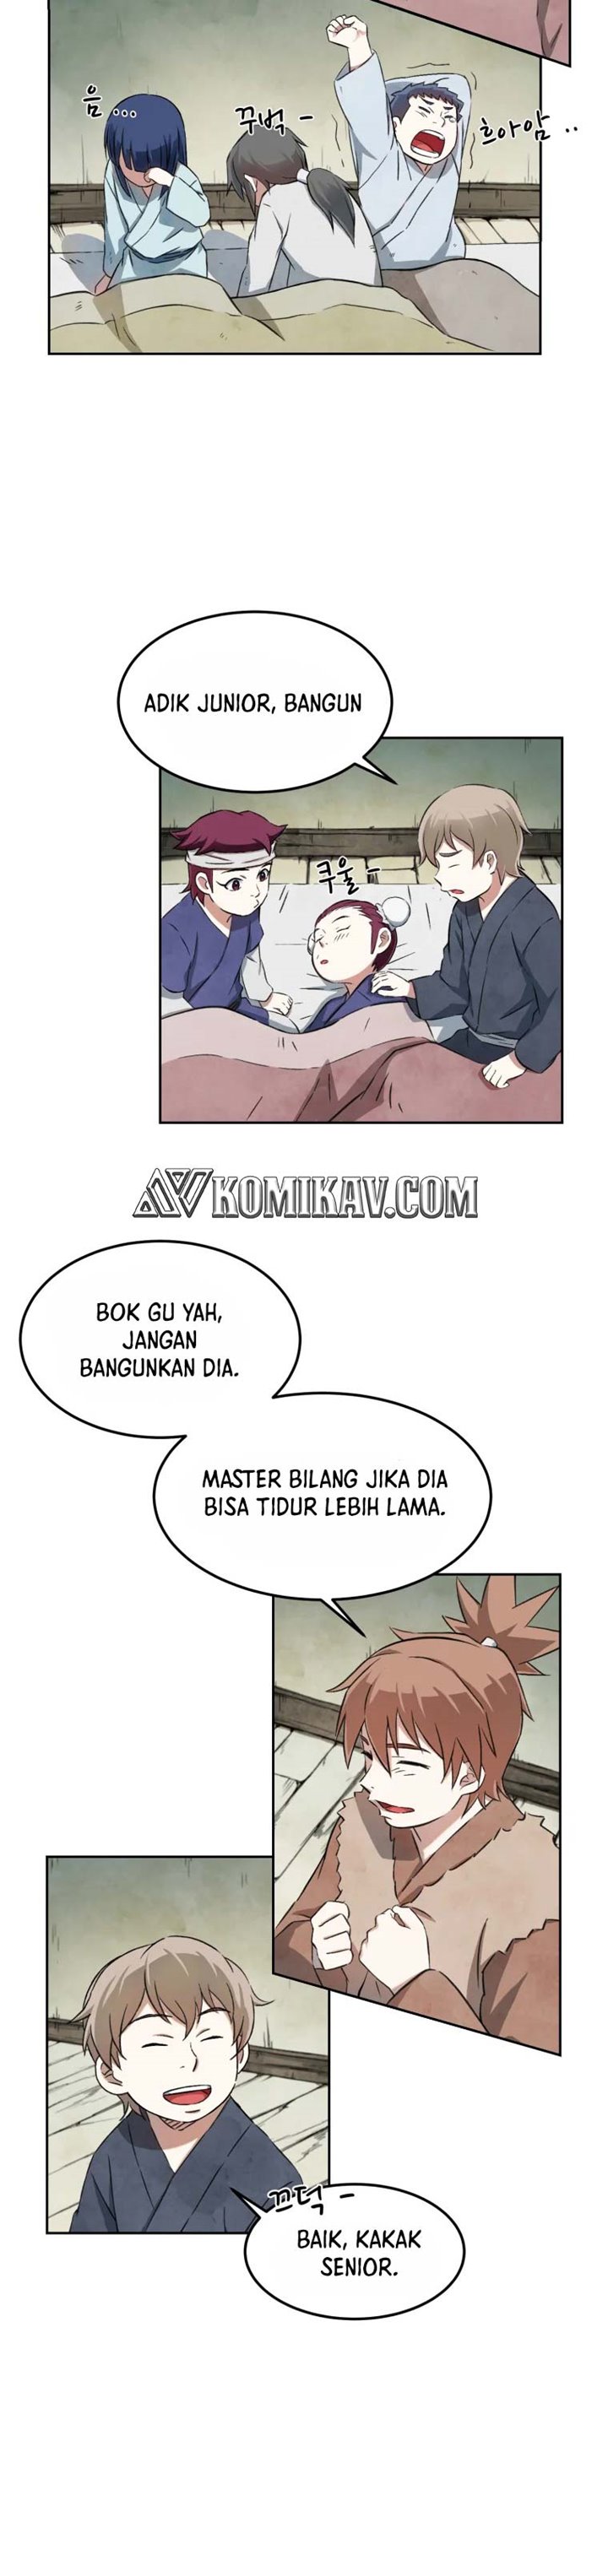 음...
꾸벅-
흐아암..
ADIK JUNIOR, BANGUN
쿠울-
KOMIKAV.COM
BOK GU YAH,
JANGAN
BANGUNKAN DIA.
MASTER BILANG JIKA DIA
BISA TIDUR LEBIH LAMA.
끄덕-
BAIK, KAKAK
SENIOR.